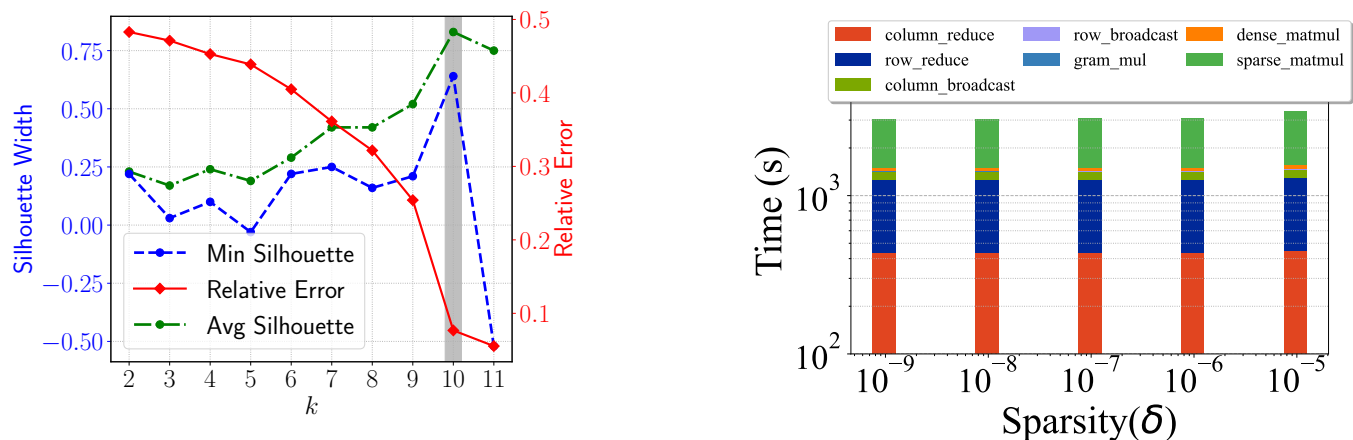 0.75
0.50
0.25
0.00
−0.25
−0.50
Silhouette Width
0.5
0.4
0.3
0.2
0.1
Relative Error
Min Silhouette
Relative Error
Avg Silhouette
2 3 4 5 6 7 8 9 10 11
k
column_reduce row_broadcast dense_matmul
row_reduce gram_mul sparse_matmul
column_broadcast
Time (s)
10³
10²
10⁻⁹ 10⁻⁸ 10⁻⁷ 10⁻⁶ 10⁻⁵
Sparsity(δ)